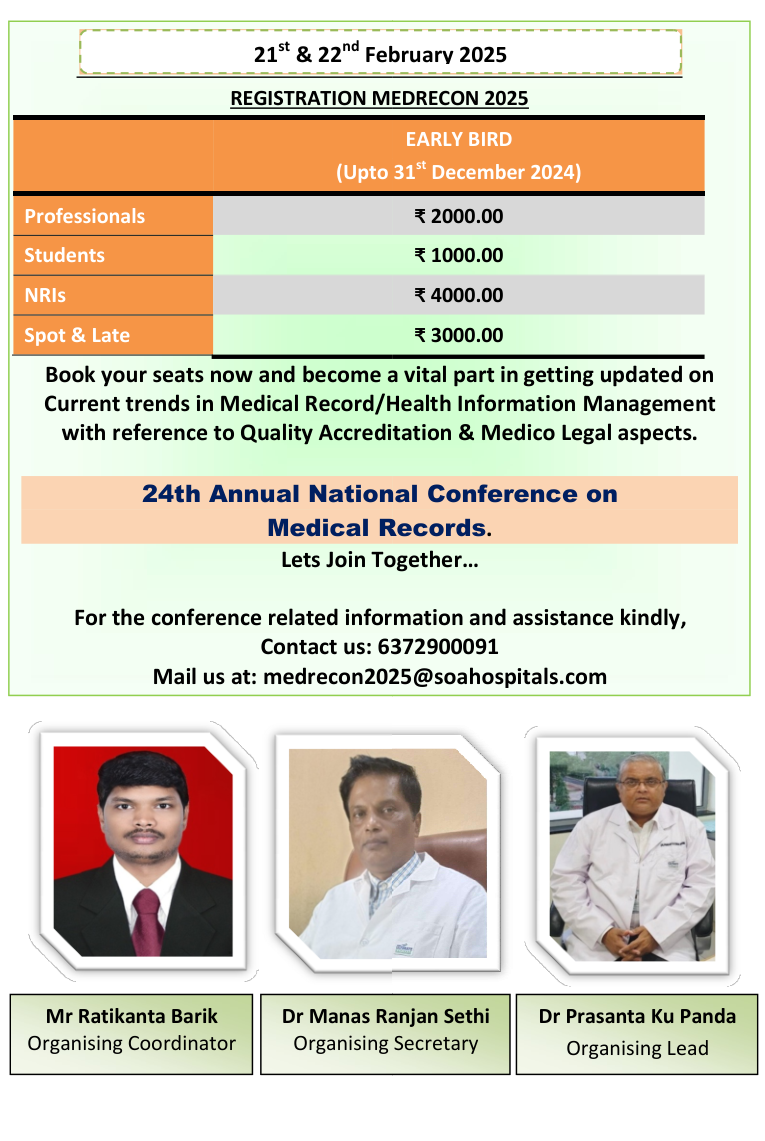 21st & 22nd February 2025
REGISTRATION MEDRECON 2025
EARLY BIRD
(Upto 31st December 2024)
Professionals ₹ 2000.00
Students ₹ 1000.00
NRIs ₹ 4000.00
Spot & Late ₹ 3000.00
Book your seats now and become a vital part in getting updated on
Current trends in Medical Record/Health Information Management
with reference to Quality Accreditation & Medico Legal aspects.
24th Annual National Conference on
Medical Records.
Lets Join Together...
For the conference related information and assistance kindly,
Contact us: 6372900091
Mail us at: medrecon2025@soahospitals.com
Mr Ratikanta Barik
Organising Coordinator
Dr Manas Ranjan Sethi
Organising Secretary
Dr Prasanta Ku Panda
Organising Lead